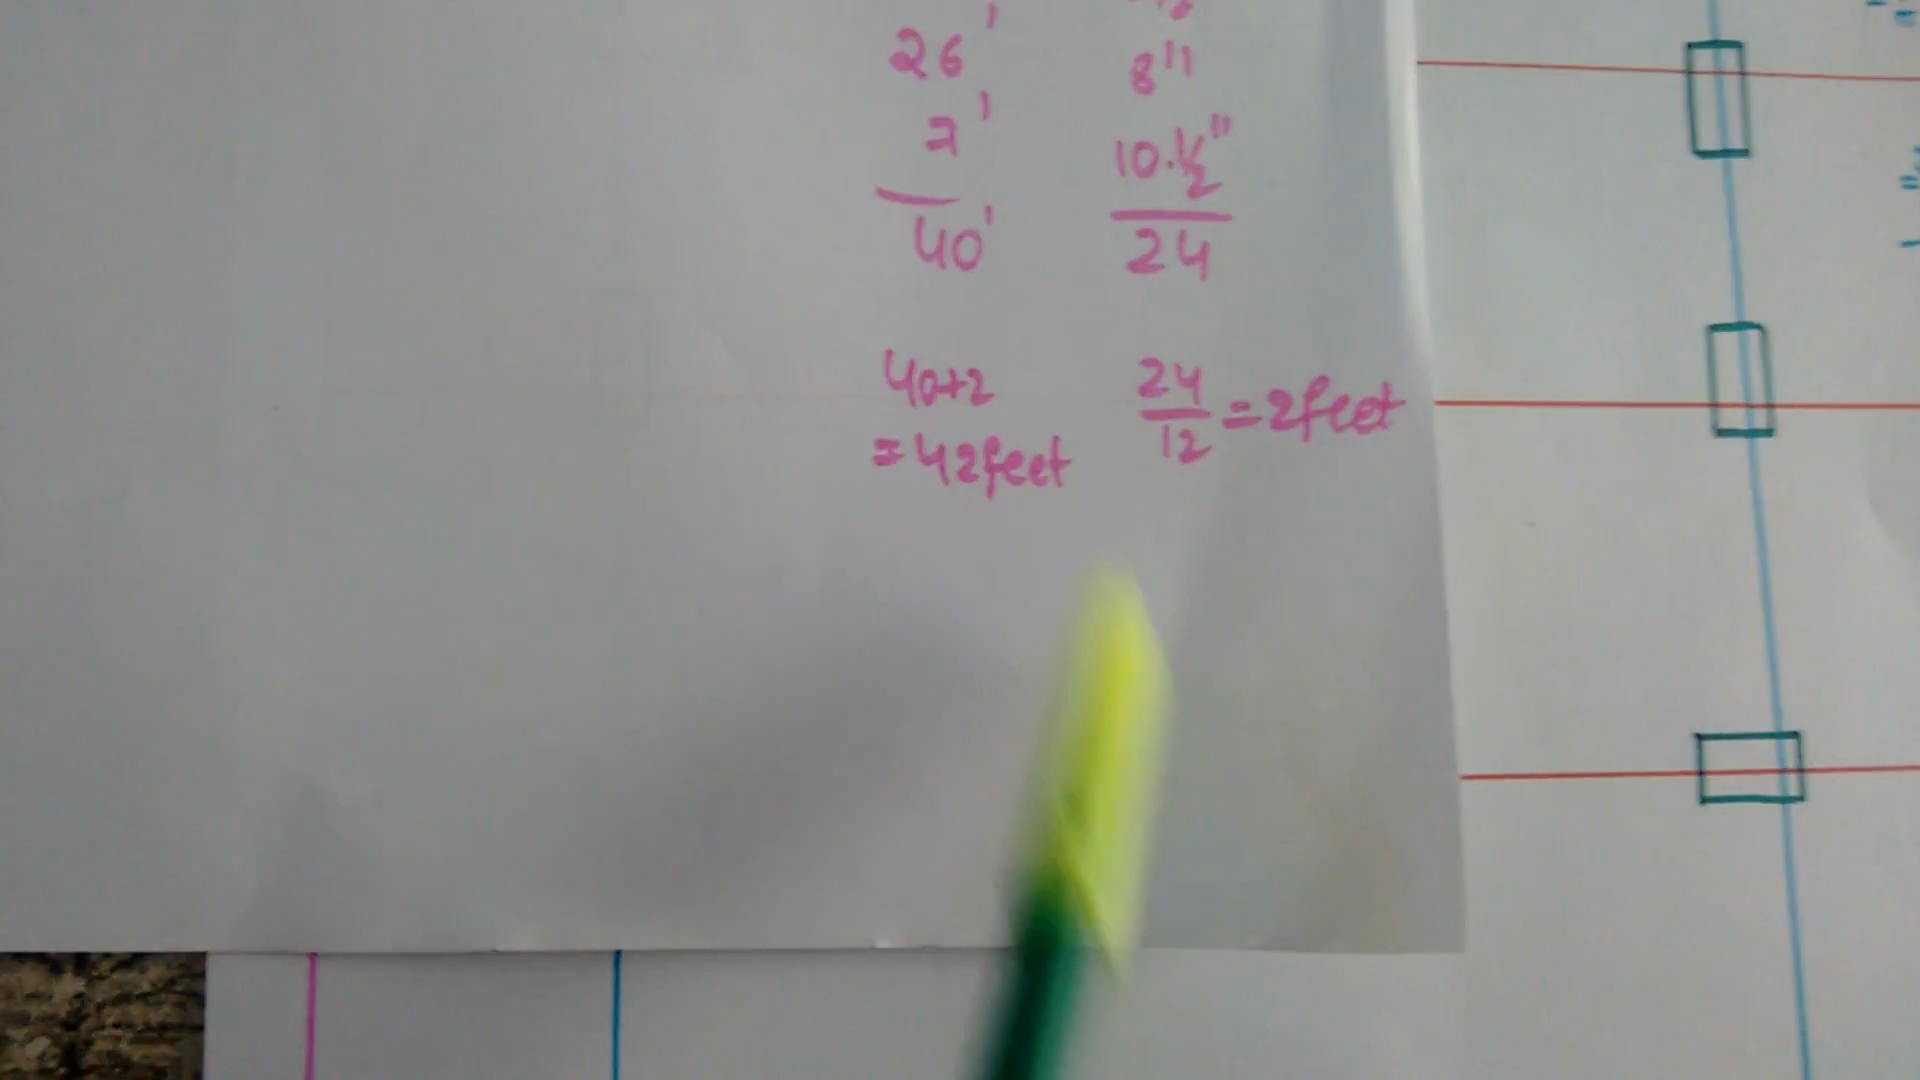 26' 8"
7' 10.½"
40' 24
40+2 24/12 = 2feet
= 42feet